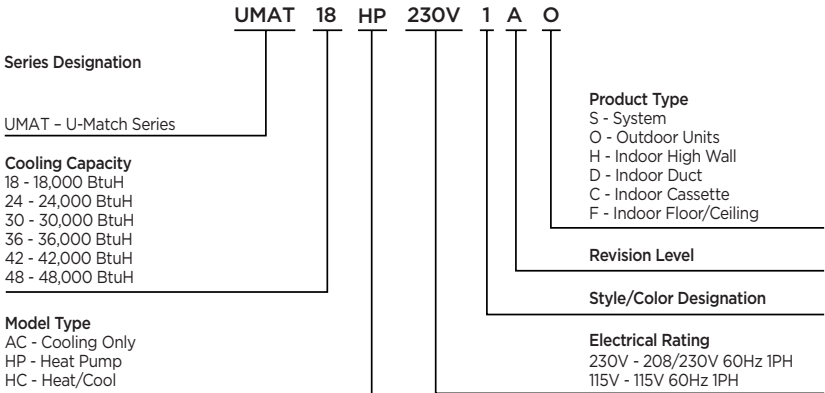 UMAT 18 HP 230V 1 A O
Series Designation
UMAT – U-Match Series
Cooling Capacity
18 - 18,000 BtuH
24 - 24,000 BtuH
30 - 30,000 BtuH
36 - 36,000 BtuH
42 - 42,000 BtuH
48 - 48,000 BtuH
Model Type
AC - Cooling Only
HP - Heat Pump
HC - Heat/Cool
Product Type
S - System
O - Outdoor Units
H - Indoor High Wall
D - Indoor Duct
C - Indoor Cassette
F - Indoor Floor/Ceiling
Revision Level
Style/Color Designation
Electrical Rating
230V - 208/230V 60Hz 1PH
115V - 115V 60Hz 1PH